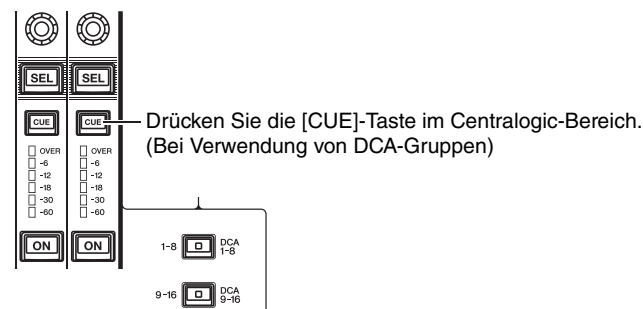 SEL SEL
CUE CUE
Drücken Sie die [CUE]-Taste im Centralogic-Bereich.
(Bei Verwendung von DCA-Gruppen)
OVER OVER
-6 -6
-12 -12
-18 -18
-30 -30
-60 -60
ON ON
1-8 DCA
1-8
9-16 DCA
9-16